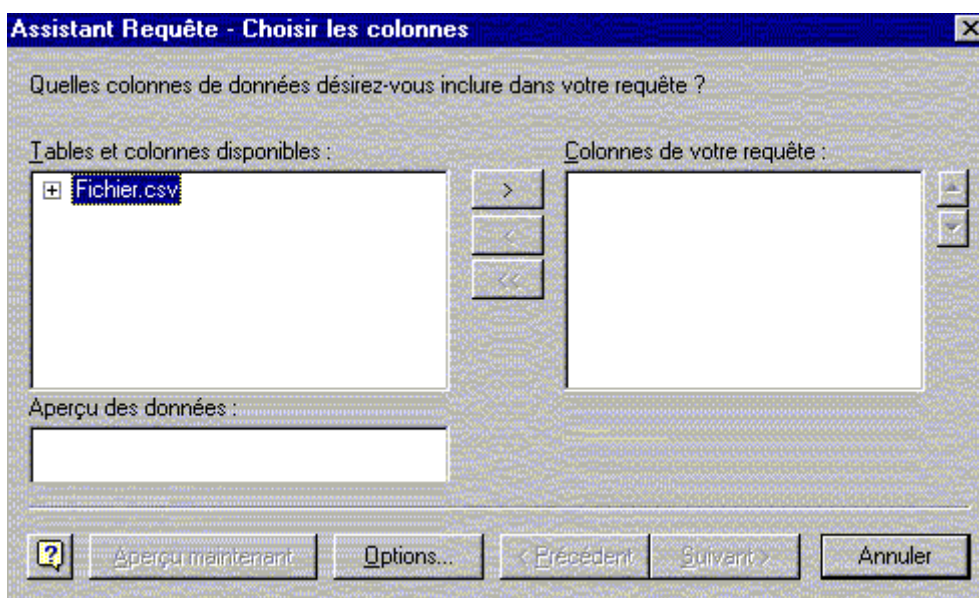 Assistant Requête - Choisir les colonnes
Quelles colonnes de données désirez-vous inclure dans votre requête ?
Tables et colonnes disponibles :
Colonnes de votre requête :
Fichier.csv
>
<
<<
Aperçu des données :
?
Aperçu maintenant
Options...
< Précédent
Suivant >
Annuler